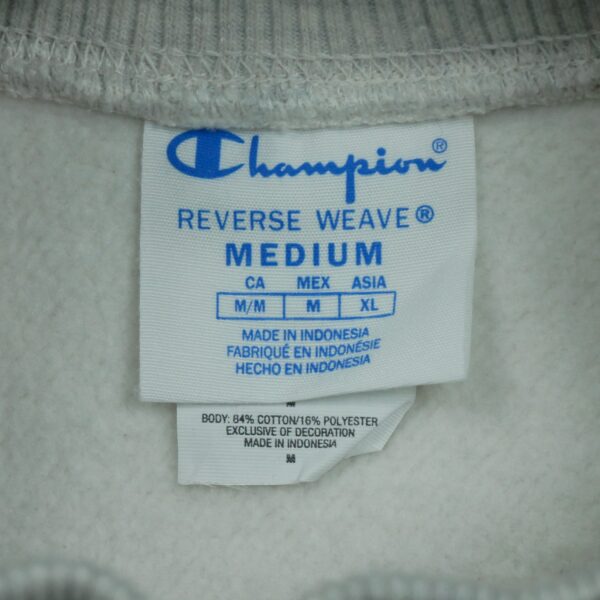 Champion®
REVERSE WEAVE®
MEDIUM
CA MEX ASIA
M/M M XL
MADE IN INDONESIA
FABRIQUÉ EN INDONÉSIE
HECHO EN INDONESIA
M
BODY: 84% COTTON/16% POLYESTER
EXCLUSIVE OF DECORATION
MADE IN INDONESIA
M